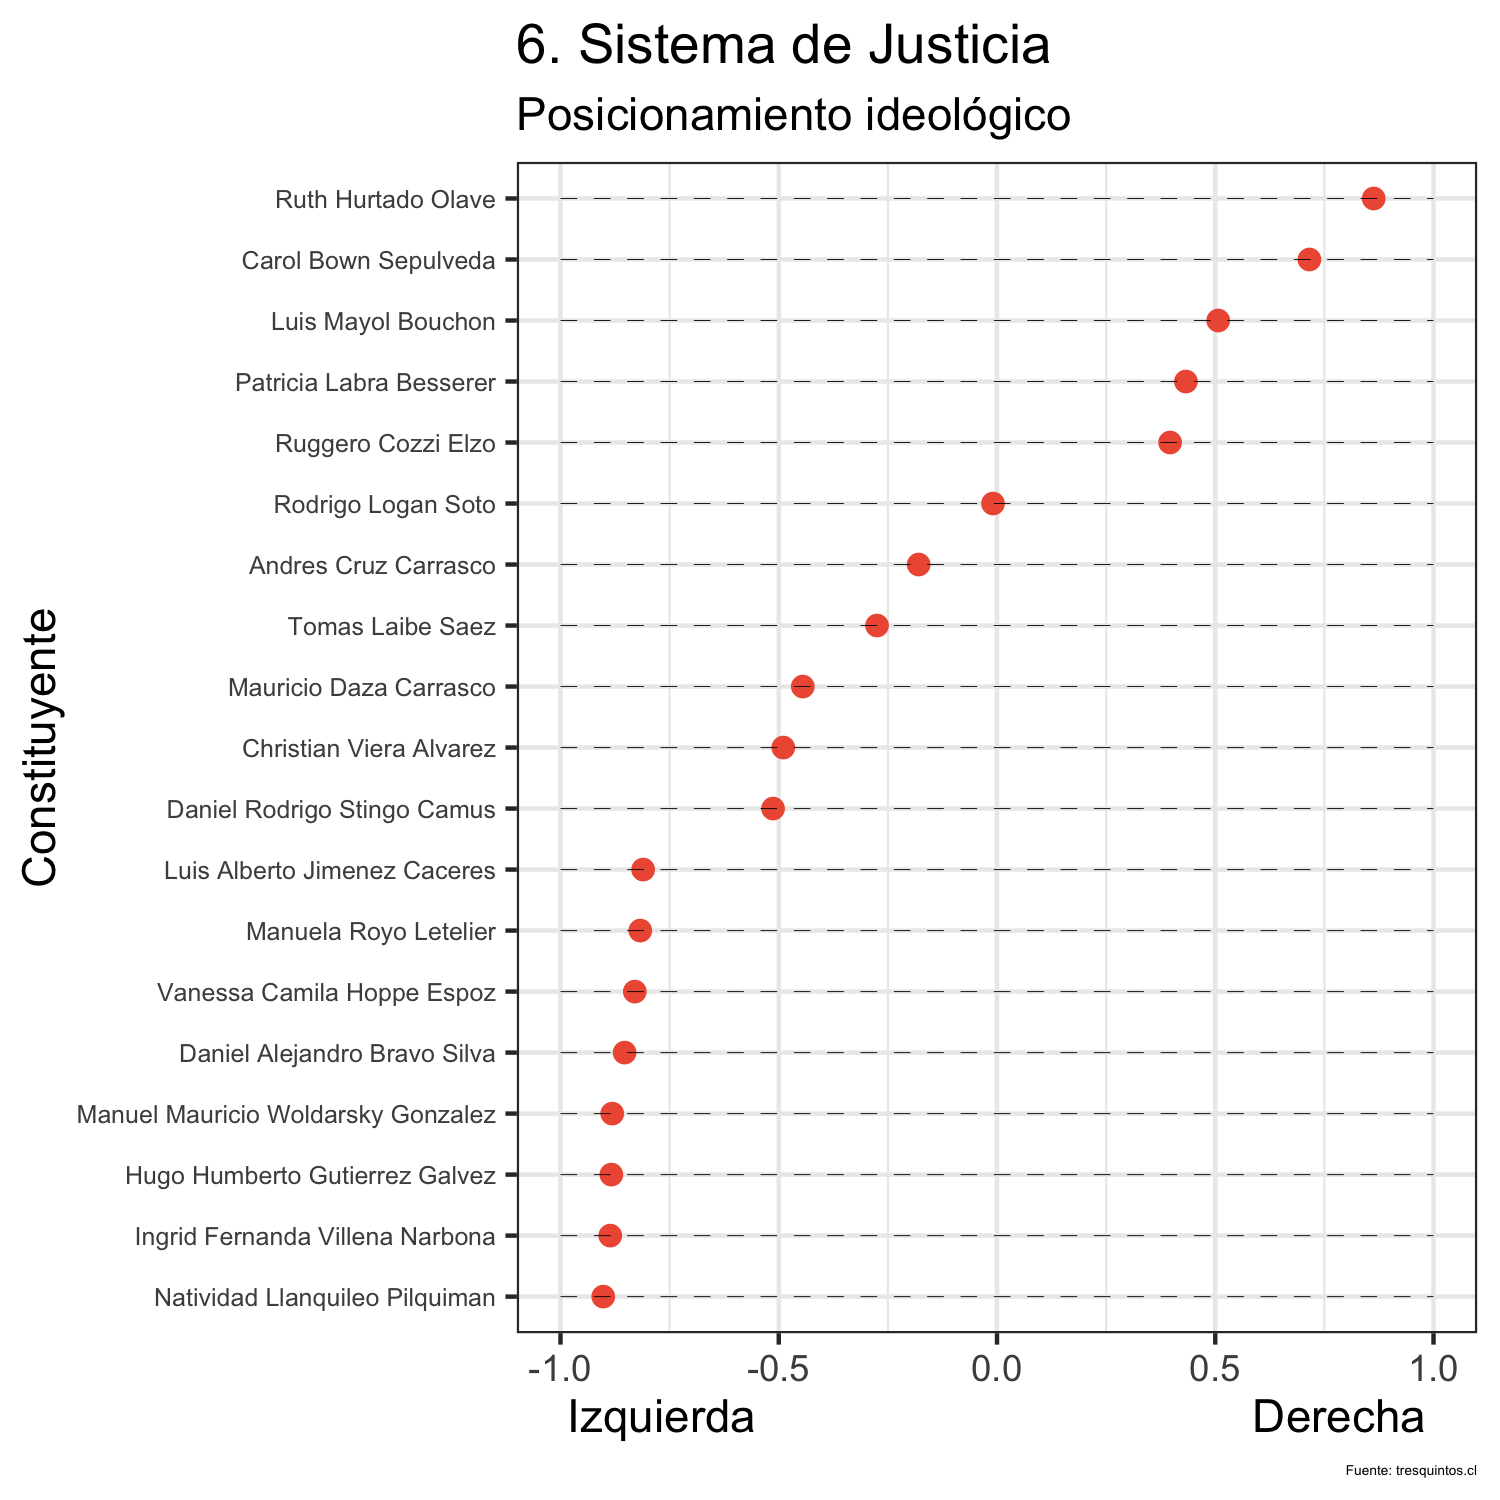 6. Sistema de Justicia
Posicionamiento ideológico
Constituyente
Ruth Hurtado Olave
Carol Bown Sepulveda
Luis Mayol Bouchon
Patricia Labra Besserer
Ruggero Cozzi Elzo
Rodrigo Logan Soto
Andres Cruz Carrasco
Tomas Laibe Saez
Mauricio Daza Carrasco
Christian Viera Alvarez
Daniel Rodrigo Stingo Camus
Luis Alberto Jimenez Caceres
Manuela Royo Letelier
Vanessa Camila Hoppe Espoz
Daniel Alejandro Bravo Silva
Manuel Mauricio Woldarsky Gonzalez
Hugo Humberto Gutierrez Galvez
Ingrid Fernanda Villena Narbona
Natividad Llanquileo Pilquiman
-1.0 -0.5 0.0 0.5 1.0
Izquierda Derecha
Fuente: tresquintos.cl